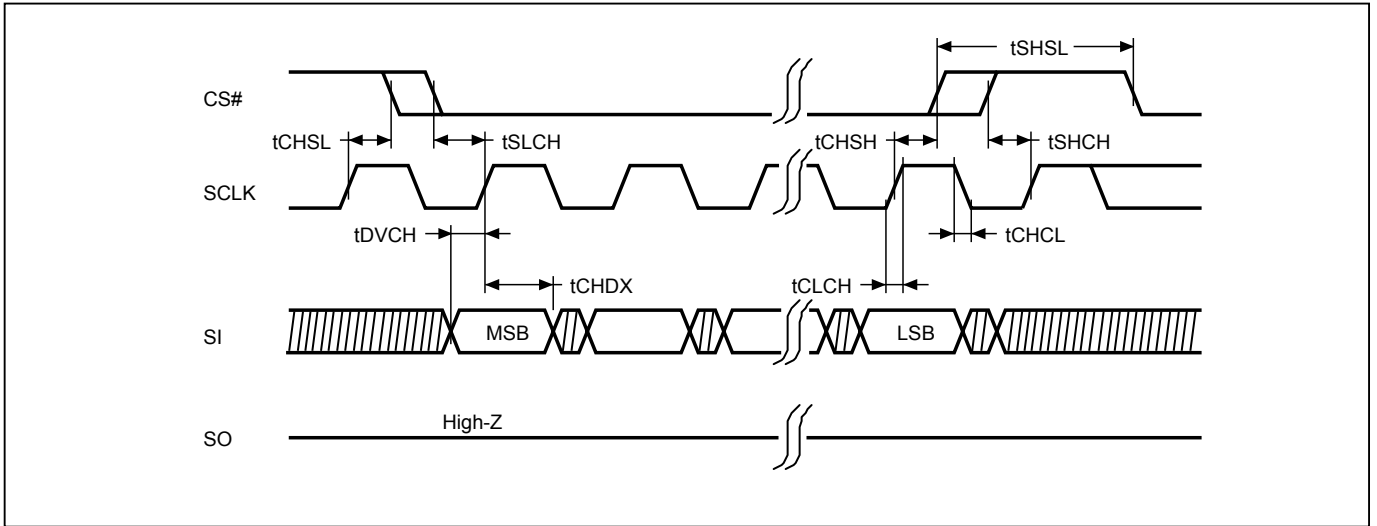 tSHSL
CS#
tCHSL
tSLCH
tCHSH
tSHCH
SCLK
tDVCH
tCHCL
tCHDX
tCLCH
SI
MSB
LSB
High-Z
SO